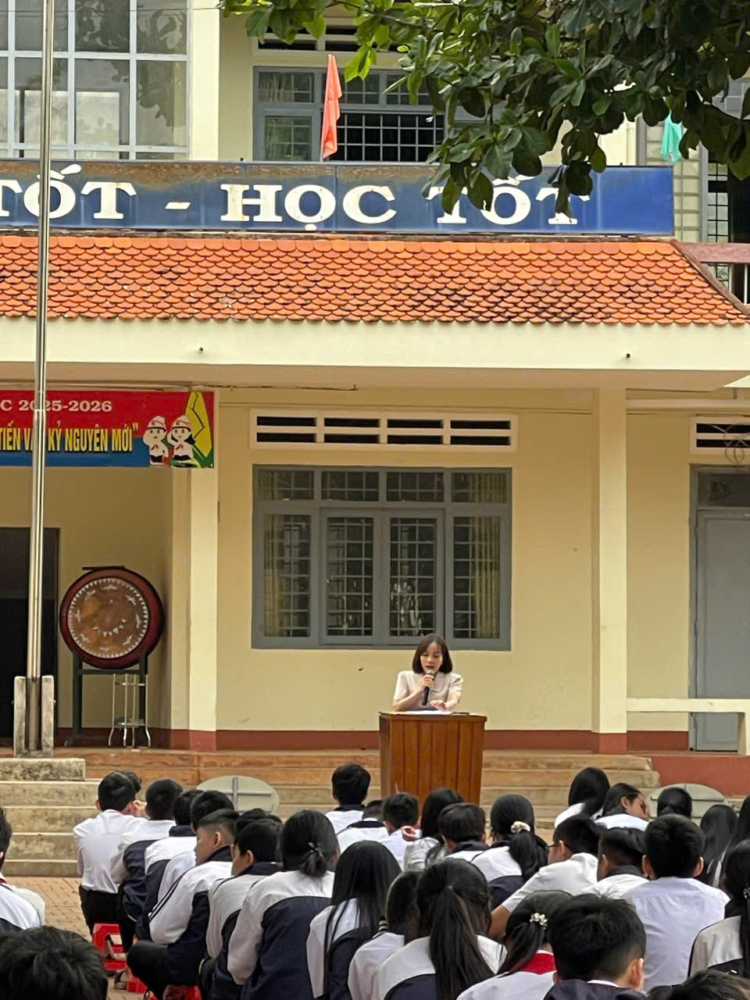 TỐT - HỌC TỐT
C 2025-2026
TIẾN VÀO KỶ NGUYÊN MỚI"